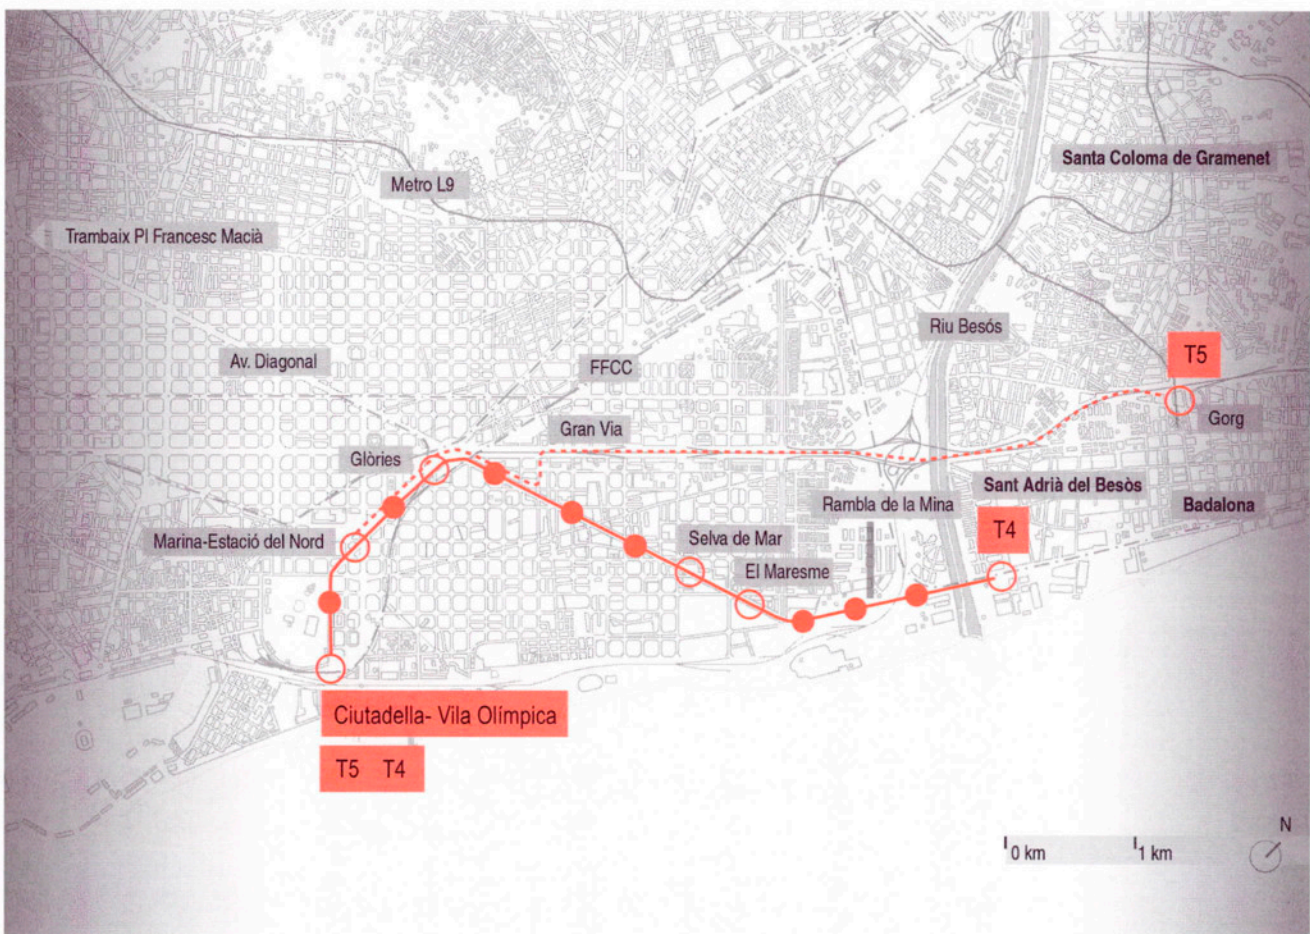 Santa Coloma de Gramenet
Metro L9
Trambaix Pl Francesc Macià
Riu Besós
T5
Av. Diagonal
FFCC
Gorg
Gran Via
Glòries
Sant Adrià del Besòs
Rambla de la Mina
Badalona
T4
Marina-Estació del Nord
Selva de Mar
El Maresme
Ciutadella- Vila Olímpica
T5 T4
N
0 km 1 km